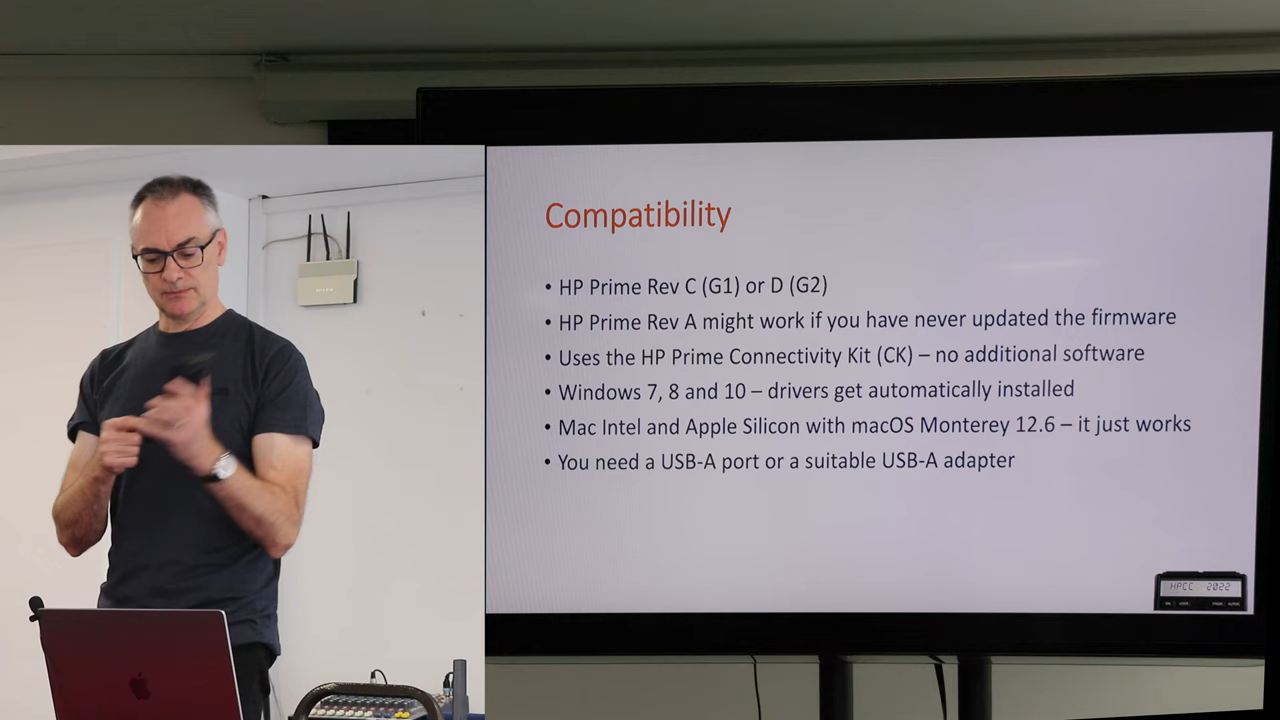 Compatibility
• HP Prime Rev C (G1) or D (G2)
• HP Prime Rev A might work if you have never updated the firmware
• Uses the HP Prime Connectivity Kit (CK) – no additional software
• Windows 7, 8 and 10 – drivers get automatically installed
• Mac Intel and Apple Silicon with macOS Monterey 12.6 – it just works
• You need a USB-A port or a suitable USB-A adapter
HPCC 2022